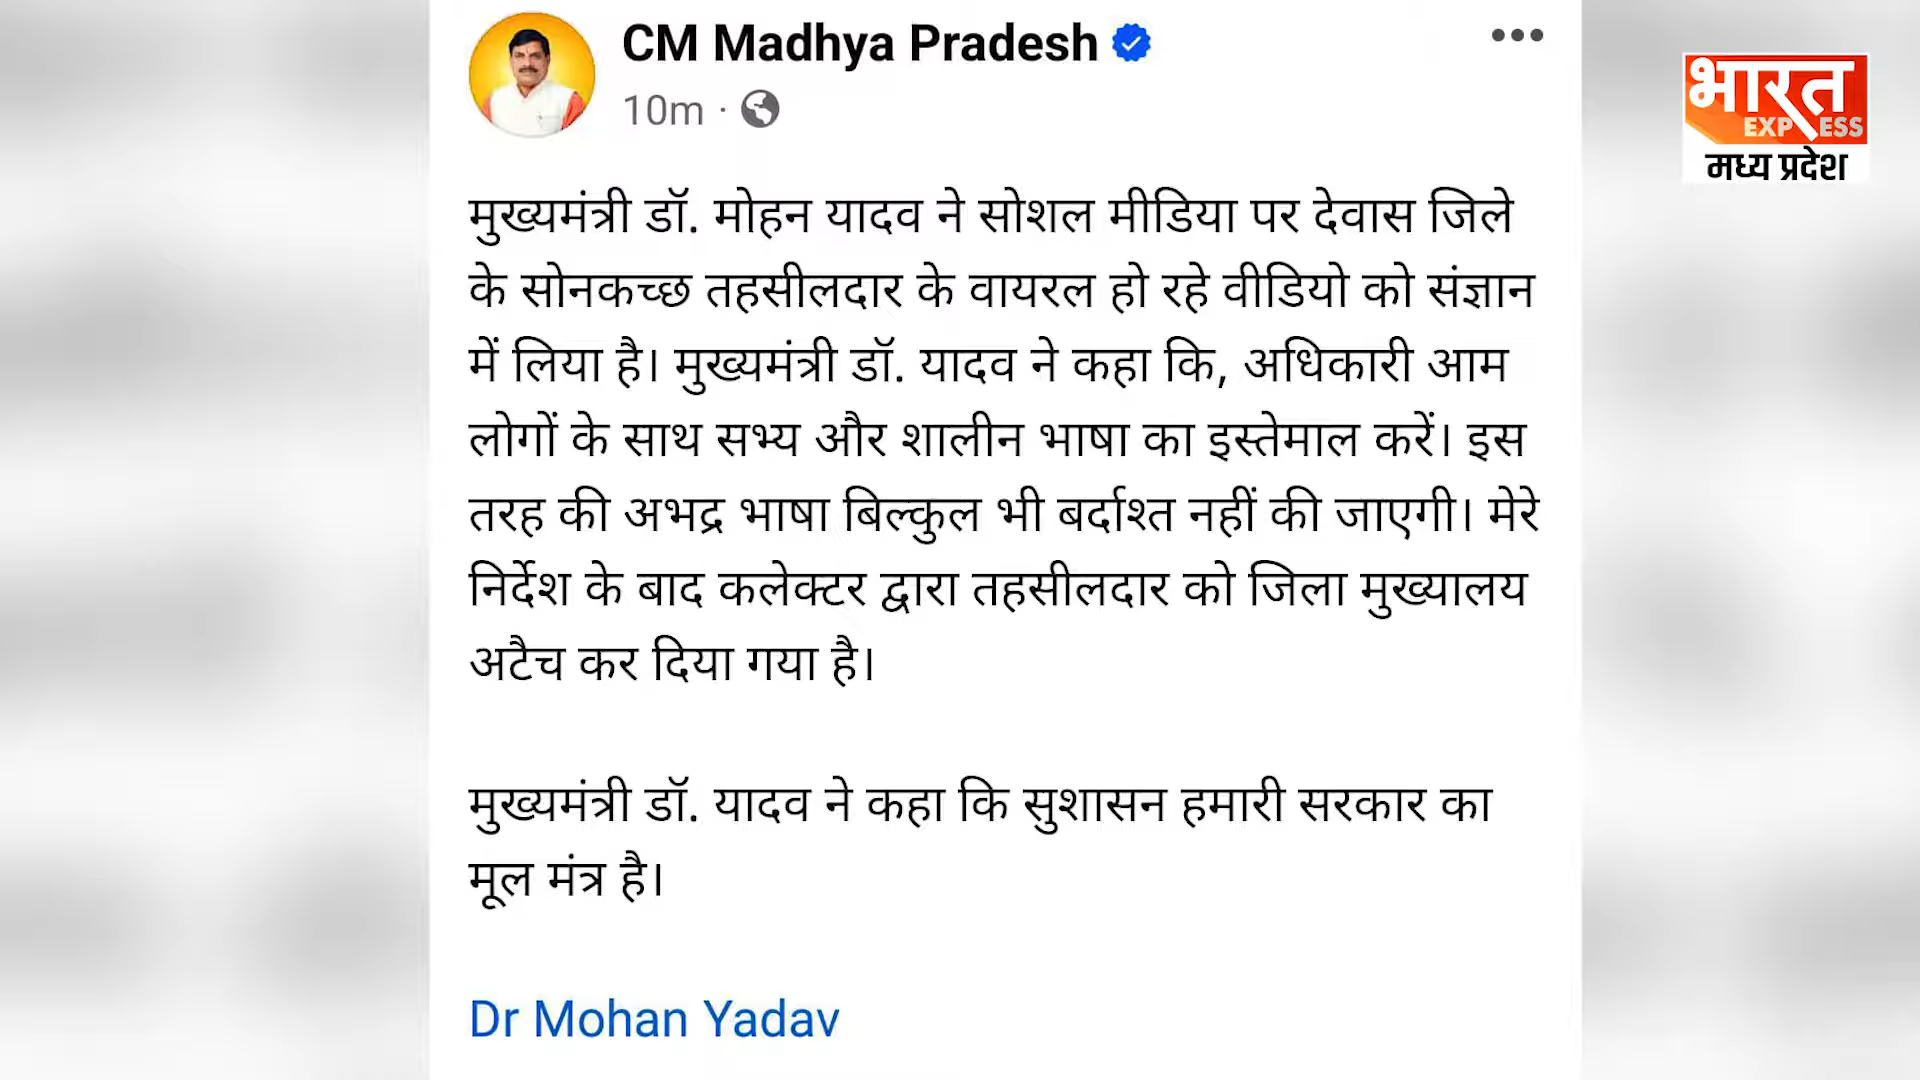 CM Madhya Pradesh
10m ·
भारत
EXPRESS
मध्य प्रदेश
मुख्यमंत्री डॉ. मोहन यादव ने सोशल मीडिया पर देवास जिले
के सोनकच्छ तहसीलदार के वायरल हो रहे वीडियो को संज्ञान
में लिया है। मुख्यमंत्री डॉ. यादव ने कहा कि, अधिकारी आम
लोगों के साथ सभ्य और शालीन भाषा का इस्तेमाल करें। इस
तरह की अभद्र भाषा बिल्कुल भी बर्दाश्त नहीं की जाएगी। मेरे
निर्देश के बाद कलेक्टर द्वारा तहसीलदार को जिला मुख्यालय
अटैच कर दिया गया है।
मुख्यमंत्री डॉ. यादव ने कहा कि सुशासन हमारी सरकार का
मूल मंत्र है।
Dr Mohan Yadav